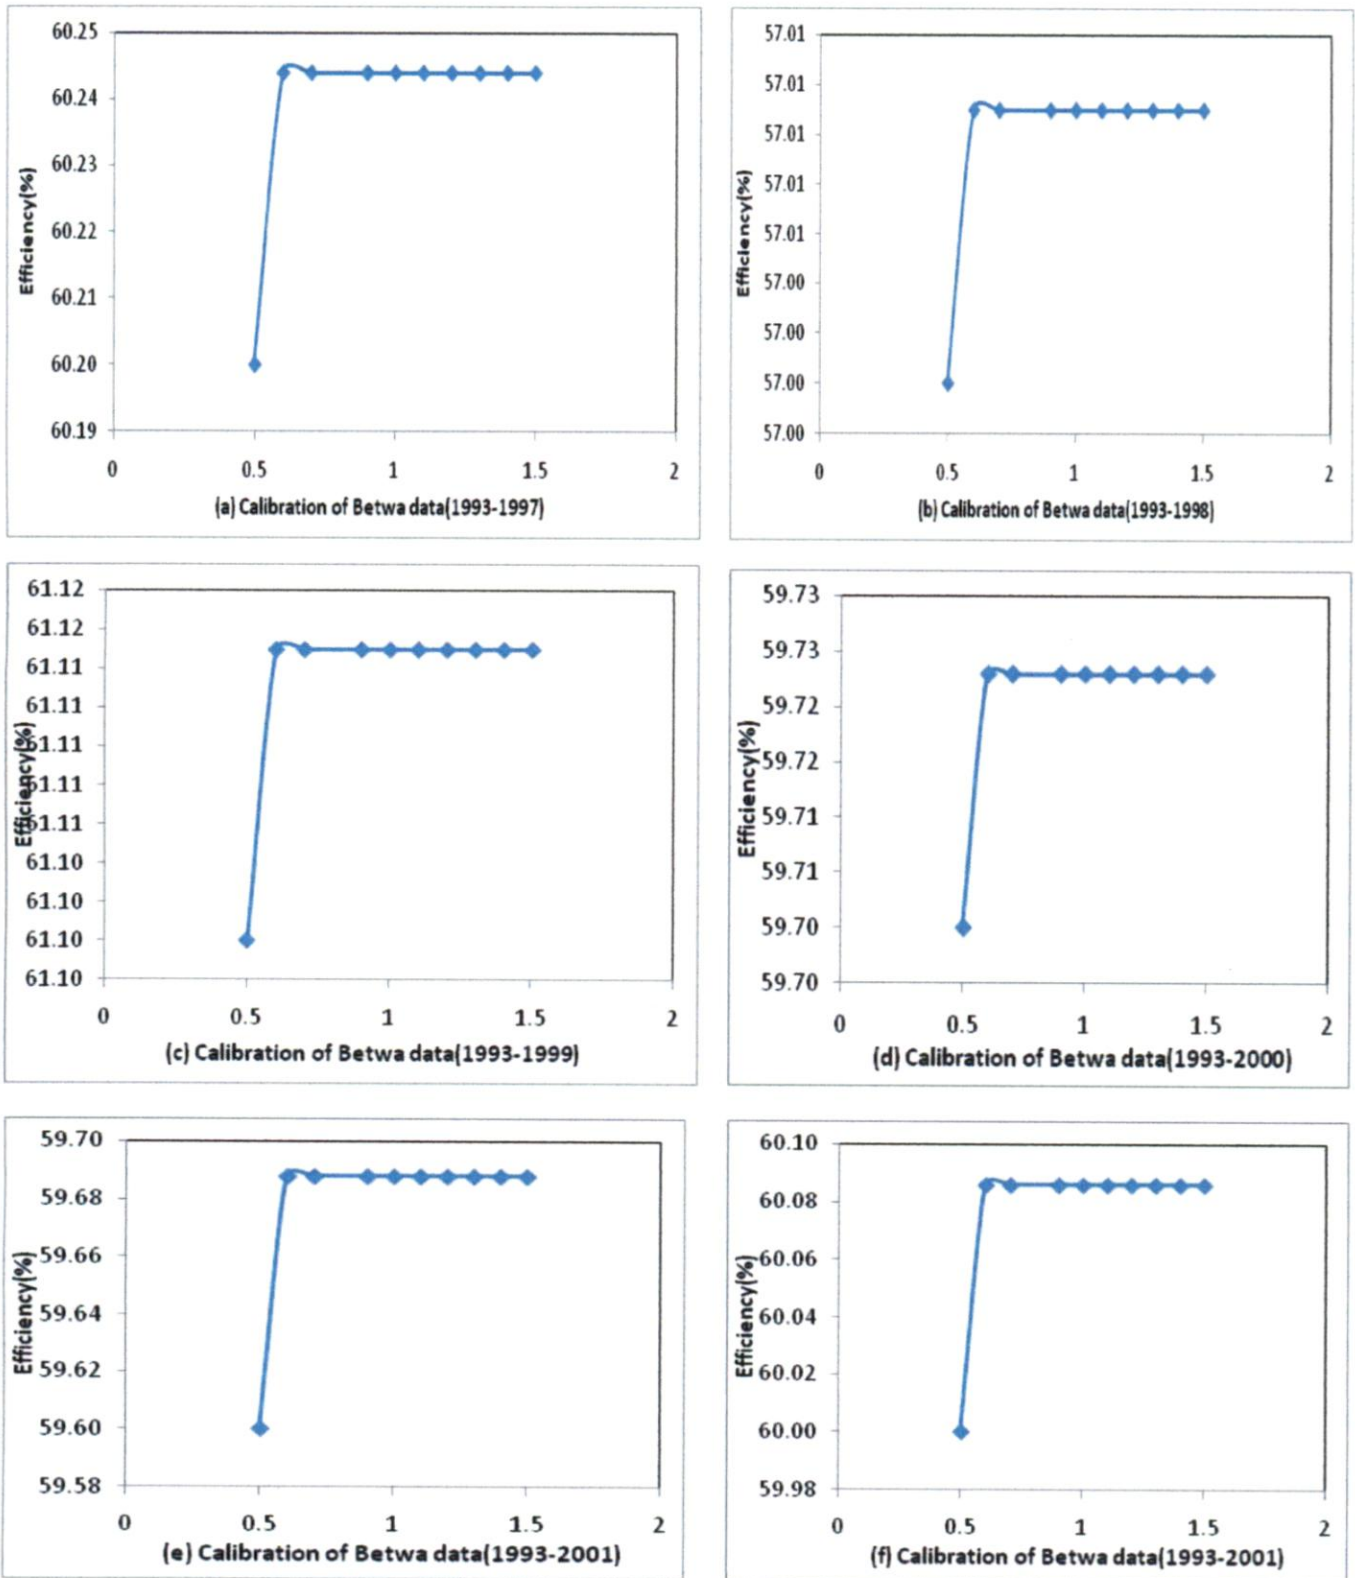 60.25
60.24
60.23
60.22
60.21
60.20
60.19
Efficiency(%)
0 0.5 1 1.5 2
(a) Calibration of Betwa data(1993-1997)
57.01
57.01
57.01
57.01
57.01
57.00
57.00
57.00
57.00
Efficiency(%)
0 0.5 1 1.5 2
(b) Calibration of Betwa data(1993-1998)
61.12
61.12
61.11
61.11
61.11
61.11
61.11
61.10
61.10
61.10
61.10
Efficiency(%)
0 0.5 1 1.5 2
(c) Calibration of Betwa data(1993-1999)
59.73
59.73
59.72
59.72
59.71
59.71
59.70
59.70
Efficiency(%)
0 0.5 1 1.5 2
(d) Calibration of Betwa data(1993-2000)
59.70
59.68
59.66
59.64
59.62
59.60
59.58
Efficiency(%)
0 0.5 1 1.5 2
(e) Calibration of Betwa data(1993-2001)
60.10
60.08
60.06
60.04
60.02
60.00
59.98
Efficiency(%)
0 0.5 1 1.5 2
(f) Calibration of Betwa data(1993-2001)